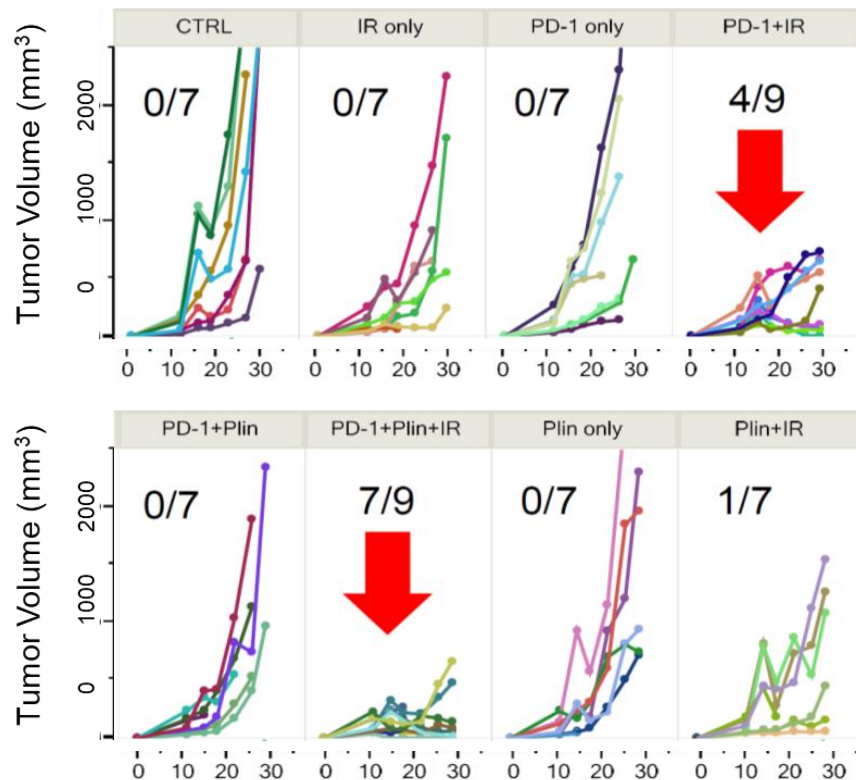 CTRL IR only PD-1 only PD-1+IR
0/7 0/7 0/7 4/9
Tumor Volume (mm³)
2000
1000
0
0 10 20 30 0 10 20 30 0 10 20 30 0 10 20 30
PD-1+Plin PD-1+Plin+IR Plin only Plin+IR
0/7 7/9 0/7 1/7
Tumor Volume (mm³)
2000
1000
0
0 10 20 30 0 10 20 30 0 10 20 30 0 10 20 30